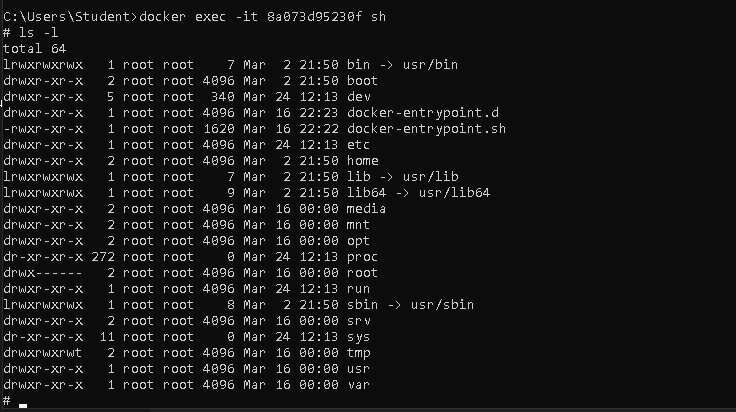 C:\Users\Student>docker exec -it 8a073d95230f sh
# ls -l
total 64
lrwxrwxrwx   1 root root    7 Mar  2 21:50 bin -> usr/bin
drwxr-xr-x   2 root root 4096 Mar  2 21:50 boot
drwxr-xr-x   5 root root  340 Mar 24 12:13 dev
drwxr-xr-x   1 root root 4096 Mar 16 22:23 docker-entrypoint.d
-rwxr-xr-x   1 root root 1620 Mar 16 22:22 docker-entrypoint.sh
drwxr-xr-x   1 root root 4096 Mar 24 12:13 etc
drwxr-xr-x   2 root root 4096 Mar  2 21:50 home
lrwxrwxrwx   1 root root    7 Mar  2 21:50 lib -> usr/lib
lrwxrwxrwx   1 root root    9 Mar  2 21:50 lib64 -> usr/lib64
drwxr-xr-x   2 root root 4096 Mar 16 00:00 media
drwxr-xr-x   2 root root 4096 Mar 16 00:00 mnt
drwxr-xr-x   2 root root 4096 Mar 16 00:00 opt
dr-xr-xr-x 272 root root    0 Mar 24 12:13 proc
drwx------   2 root root 4096 Mar 16 00:00 root
drwxr-xr-x   1 root root 4096 Mar 24 12:13 run
lrwxrwxrwx   1 root root    8 Mar  2 21:50 sbin -> usr/sbin
drwxr-xr-x   2 root root 4096 Mar 16 00:00 srv
dr-xr-xr-x  11 root root    0 Mar 24 12:13 sys
drwxrwxrwt   2 root root 4096 Mar 16 00:00 tmp
drwxr-xr-x   1 root root 4096 Mar 16 00:00 usr
drwxr-xr-x   1 root root 4096 Mar 16 00:00 var
#